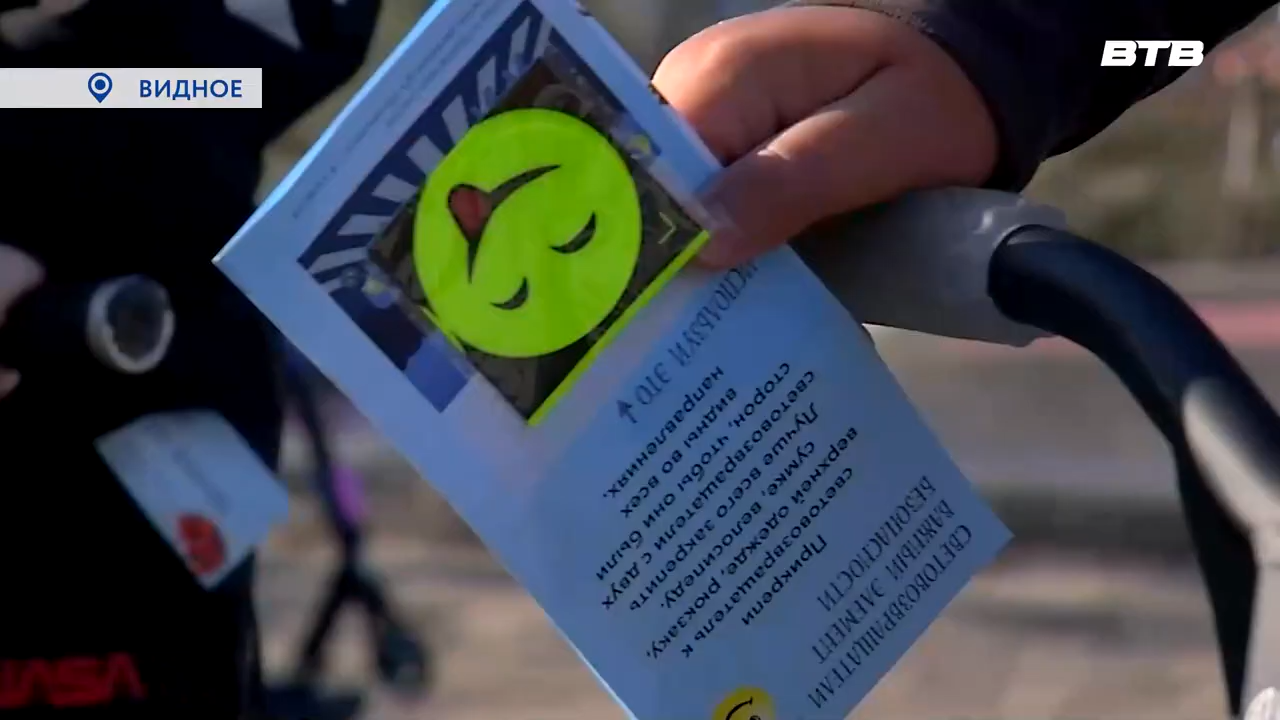 ВИДНОЕ
ВТВ
СВЕТОВОЗВРАЩАТЕЛИ
ВАЖНЫЙ ЭЛЕМЕНТ
БЕЗОПАСНОСТИ
Прикрепи
световозвращатель к
верхней одежде, рюкзаку,
сумке, велосипеду.
Лучше всего закрепить
световозвращатели с двух
сторон, чтобы они были
видны во всех
направлениях.
ИСПОЛЬЗУЙ ЭТО
NASA